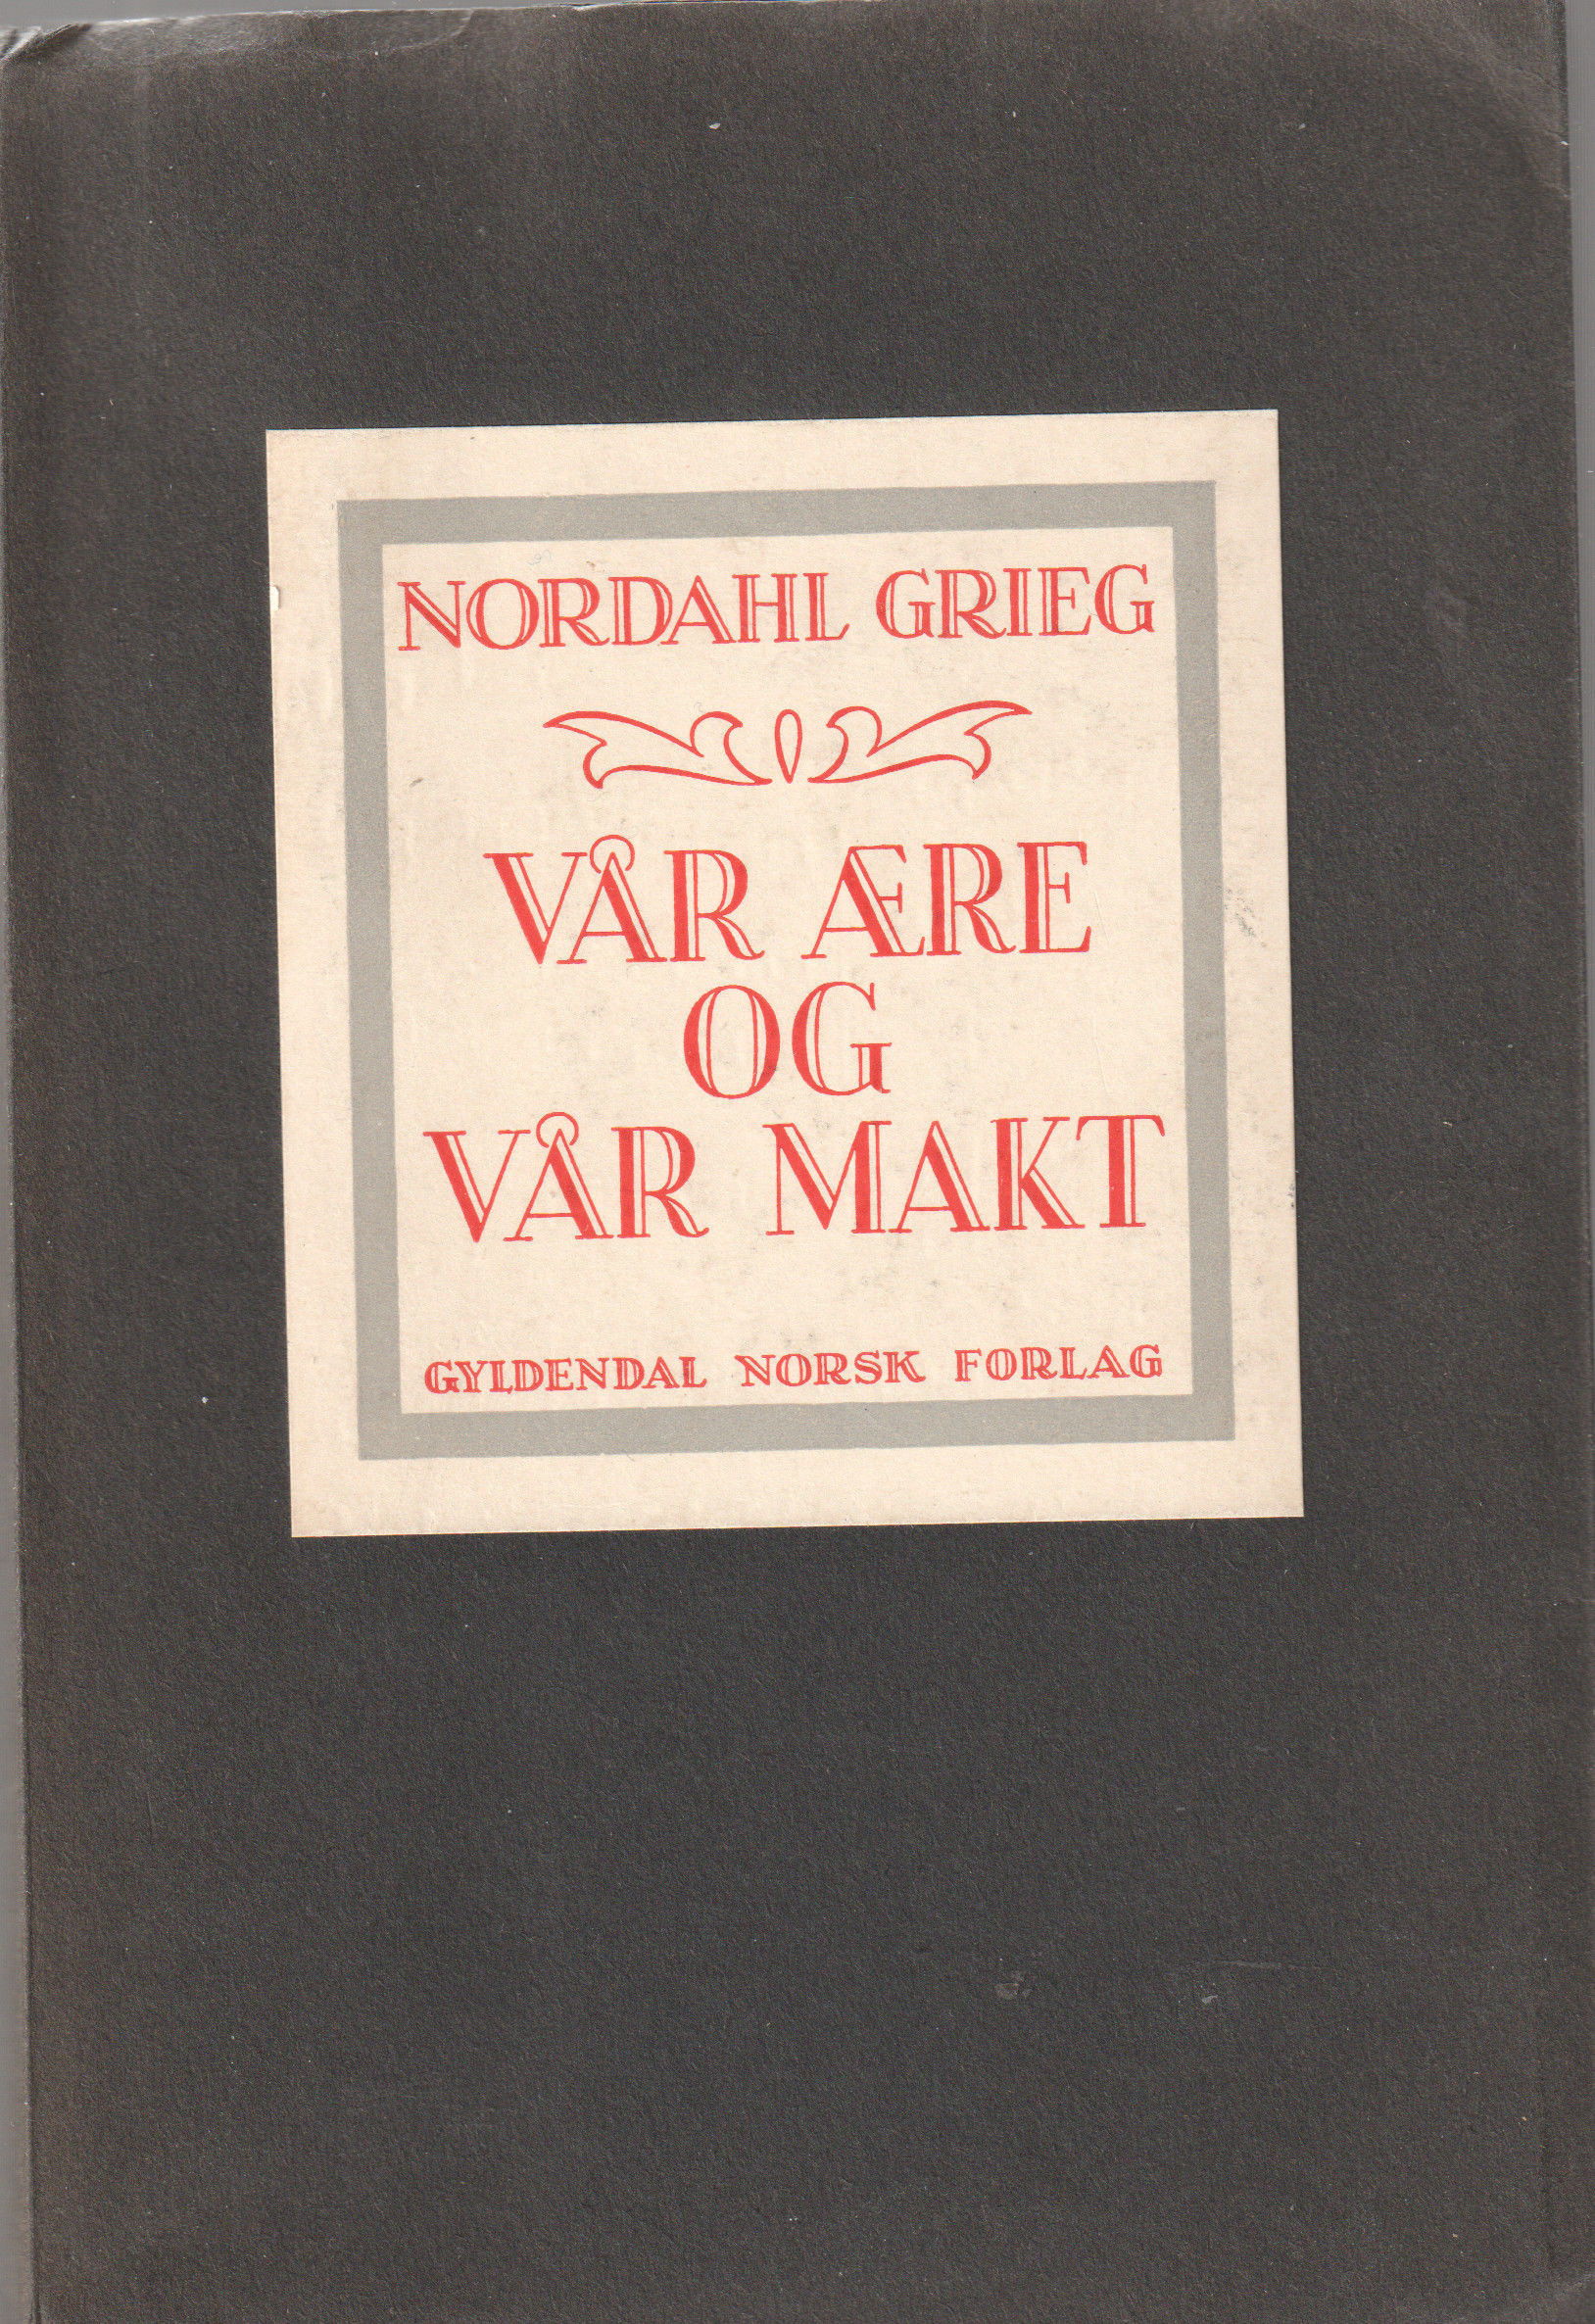 NORDAHL GRIEG
VÅR ÆRE
OG
VÅR MAKT
GYLDENDAL NORSK FORLAG